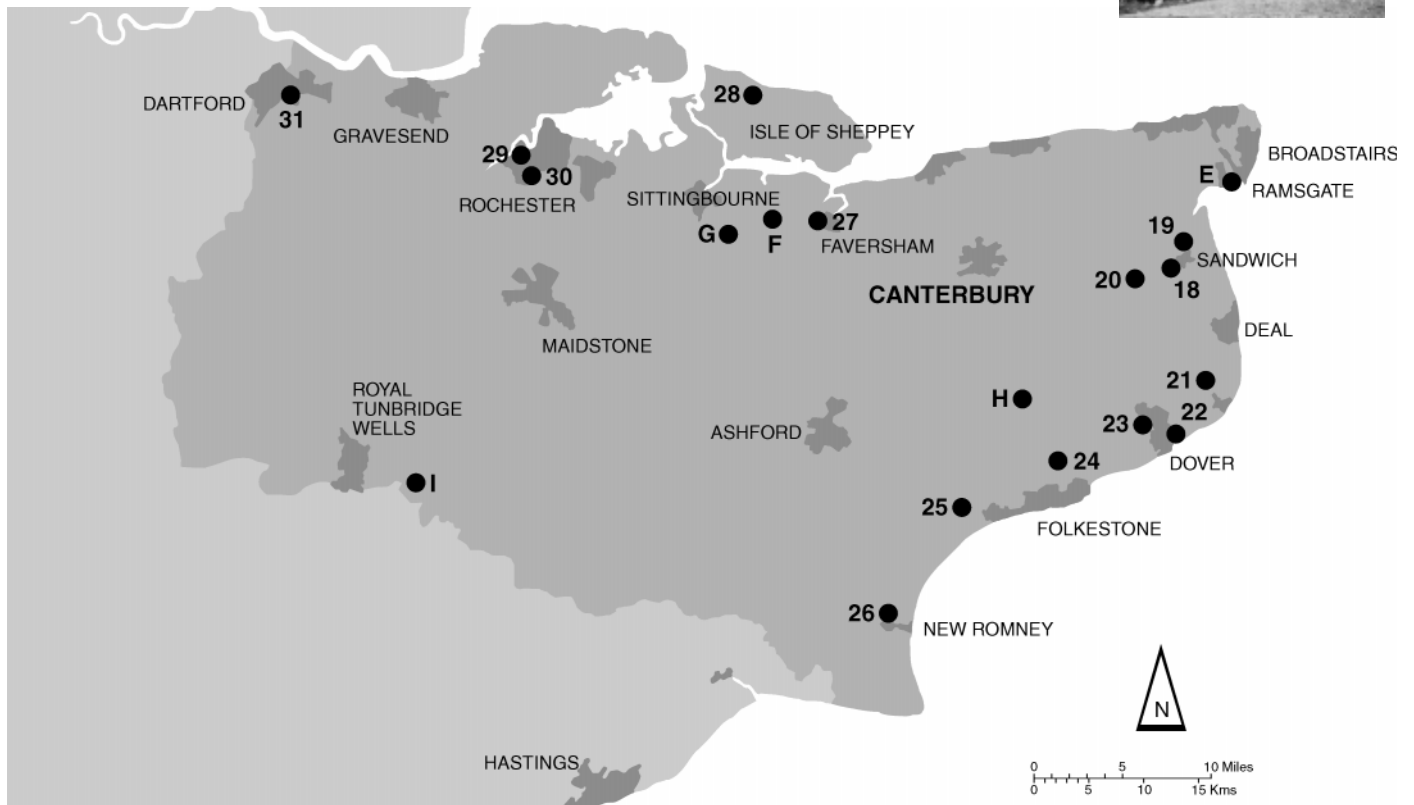 DARTFORD
31
GRAVESEND
28
ISLE OF SHEPPEY
29
30
ROCHESTER
SITTINGBOURNE
G
F
27
FAVERSHAM
CANTERBURY
BROADSTAIRS
E
RAMSGATE
19
SANDWICH
20
18
DEAL
MAIDSTONE
ROYAL
TUNBRIDGE
WELLS
I
ASHFORD
H
21
22
23
DOVER
24
25
FOLKESTONE
26
NEW ROMNEY
HASTINGS
N
0 5 10 Miles
0 5 10 15 Kms